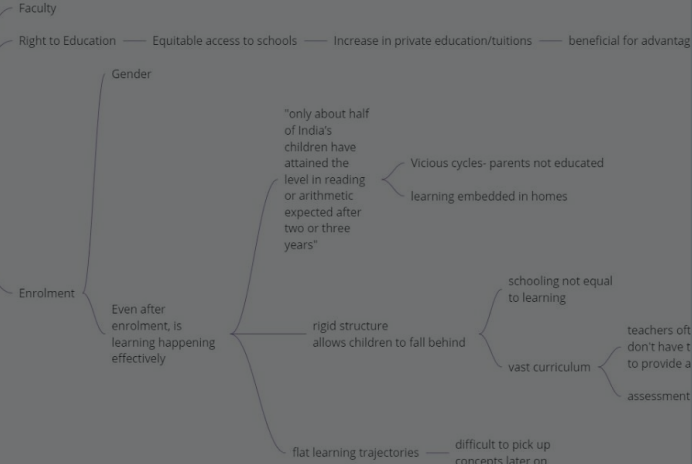 Faculty
Right to Education
Equitable access to schools
Increase in private education/tuitions
beneficial for advantag
Gender
"only about half
of India's
children have
attained the
level in reading
or arithmetic
expected after
two or three
years"
Vicious cycles- parents not educated
learning embedded in homes
Enrolment
Even after
enrolment, is
learning happening
effectively
rigid structure
allows children to fall behind
schooling not equal
to learning
vast curriculum
teachers oft
don't have t
to provide a
assessment
flat learning trajectories
difficult to pick up
concepts later on